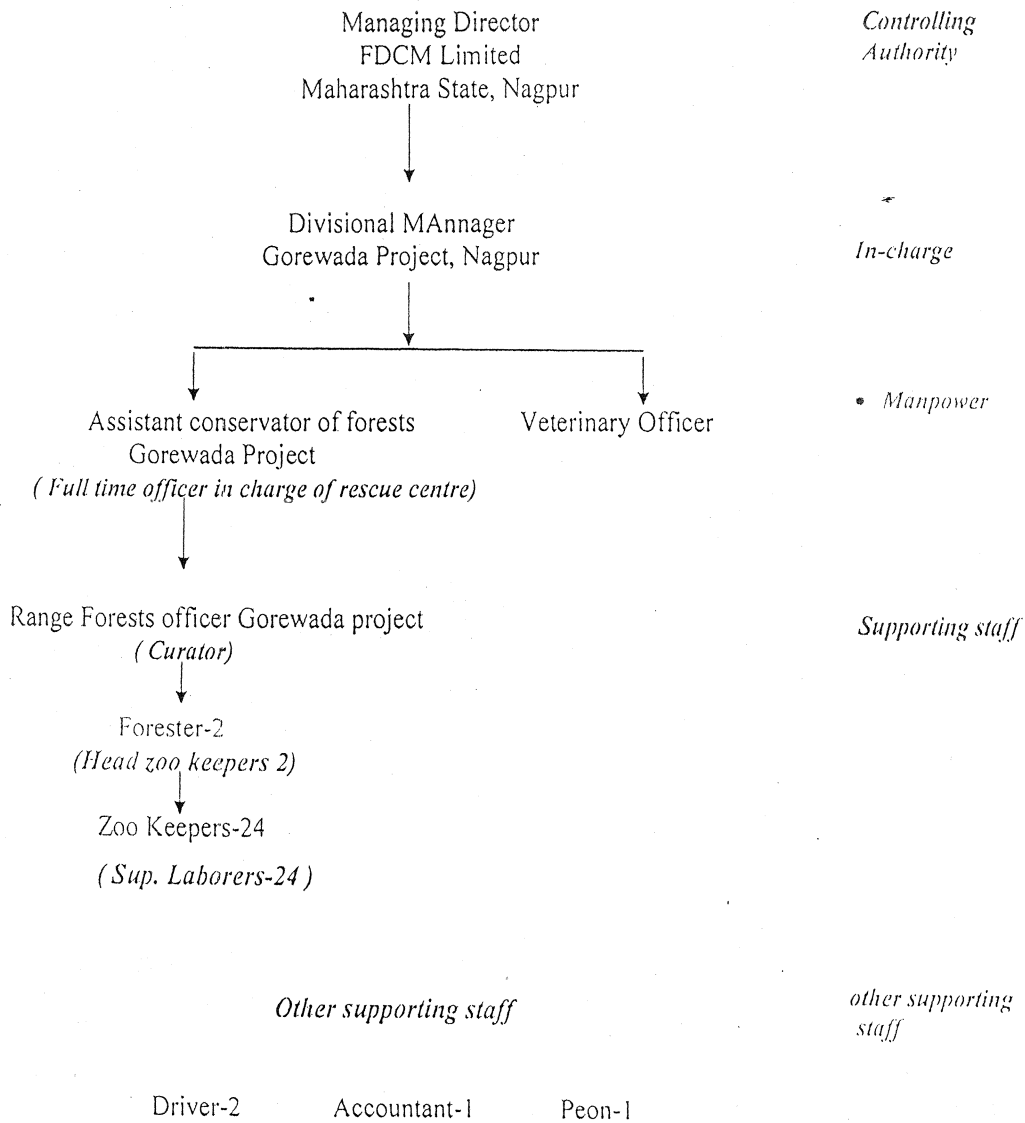 Managing Director
FDCM Limited
Maharashtra State, Nagpur
Controlling
Authority
Divisional MAnnager
Gorewada Project, Nagpur
In-charge
Assistant conservator of forests
Gorewada Project
( Full time officer in charge of rescue centre)
Veterinary Officer
• Manpower
Range Forests officer Gorewada project
( Curator)
Supporting staff
Forester-2
(Head zoo keepers 2)
Zoo Keepers-24
( Sup. Laborers-24 )
Other supporting staff
other supporting
staff
Driver-2 Accountant-1 Peon-1